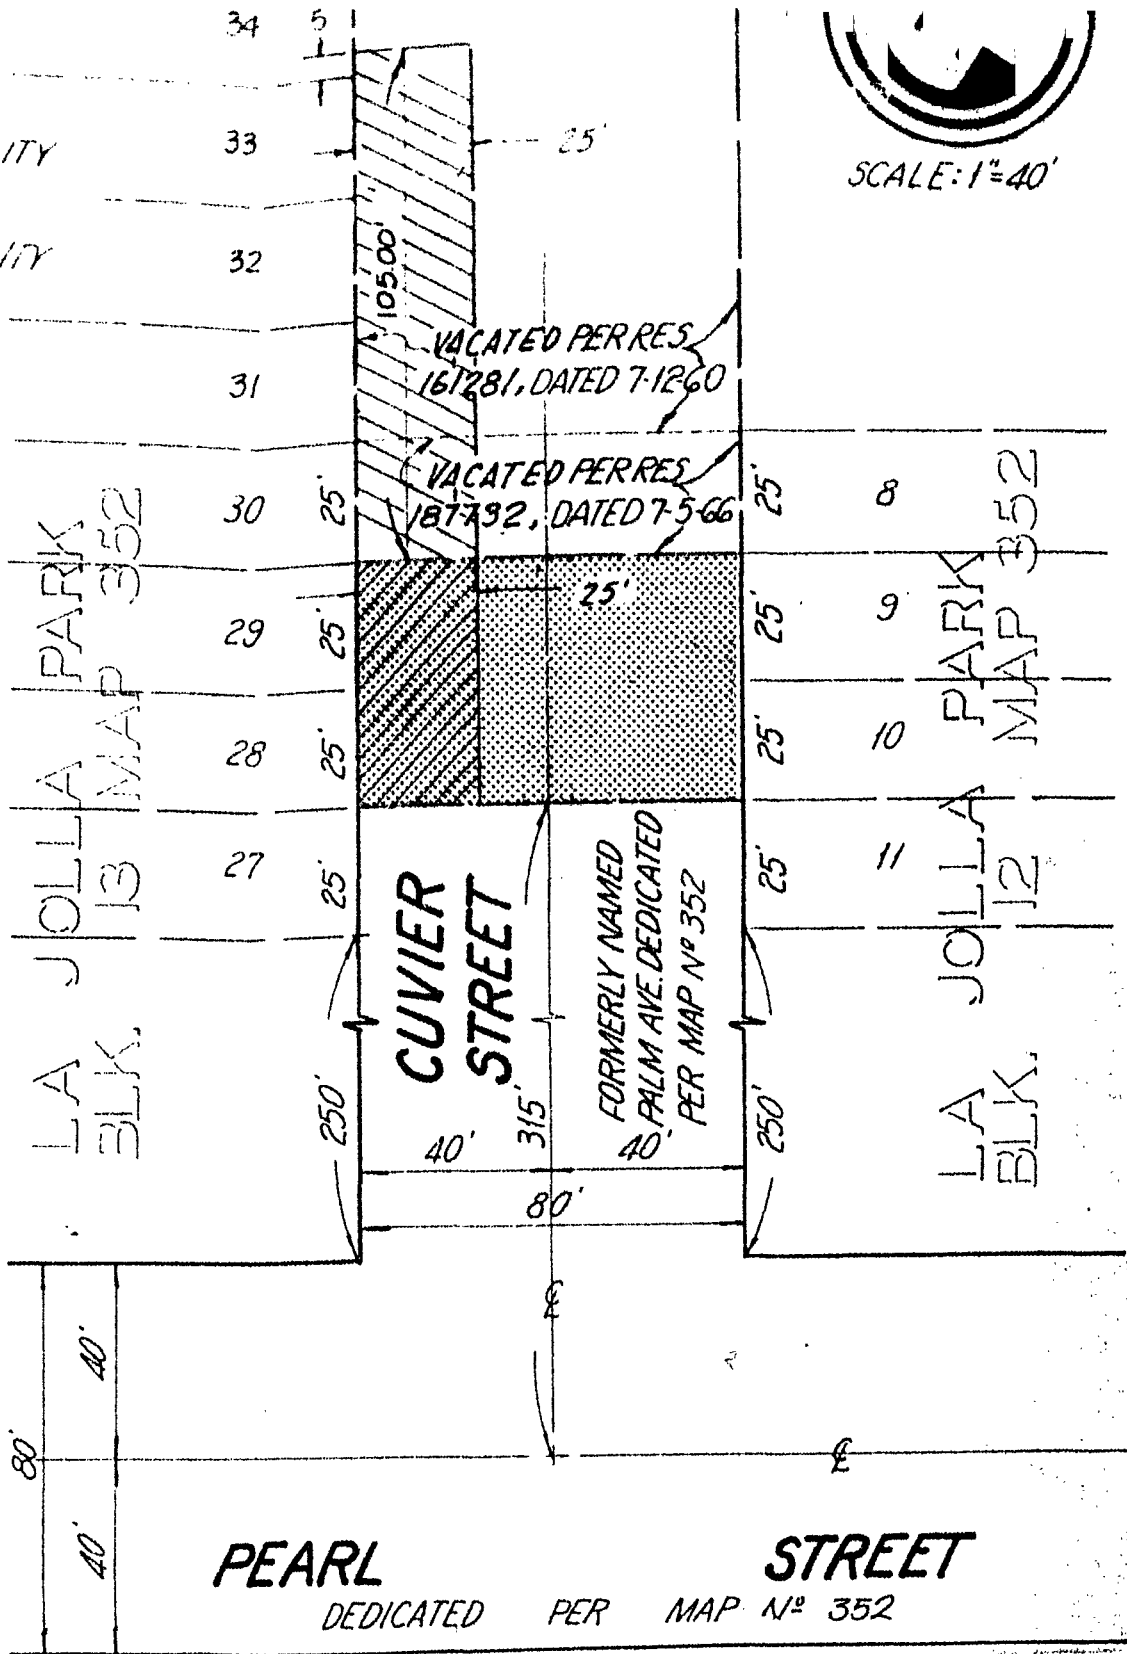 34 5
33 25'
ITY
SCALE: 1"=40'
ITY
32
105.00'
VACATED PER RES
161281, DATED 7-12-60
31
VACATED PER RES
187792, DATED 7-5-66
30 25' 25' 8
25'
29 25' 25' 9
28 25' 25' 10
27 25' 25' 11
LA JOLLA PARK
BLK. 13 MAP 352
LA JOLLA PARK
BLK. 12 MAP 352
CUVIER
STREET
FORMERLY NAMED
PALM AVE. DEDICATED
PER MAP Nº 352
250' 315' 250'
40' 40'
80'
℄
40'
80'
℄
40'
PEARL STREET
DEDICATED PER MAP Nº 352